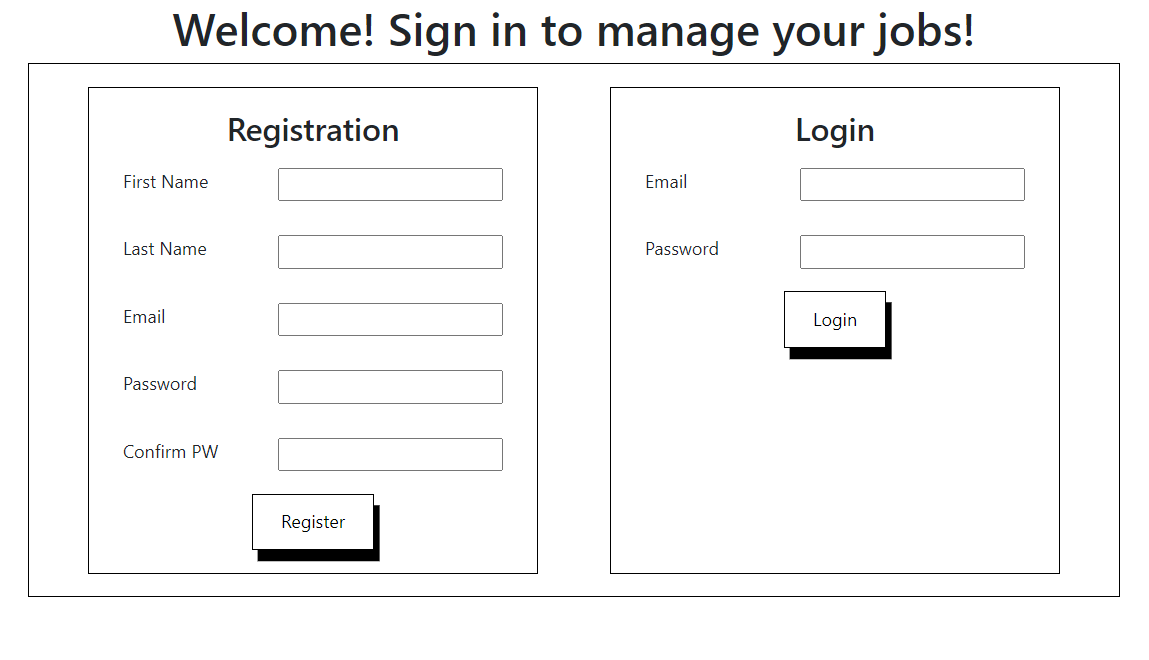 Welcome! Sign in to manage your jobs!
Registration
First Name
Last Name
Email
Password
Confirm PW
Register
Login
Email
Password
Login